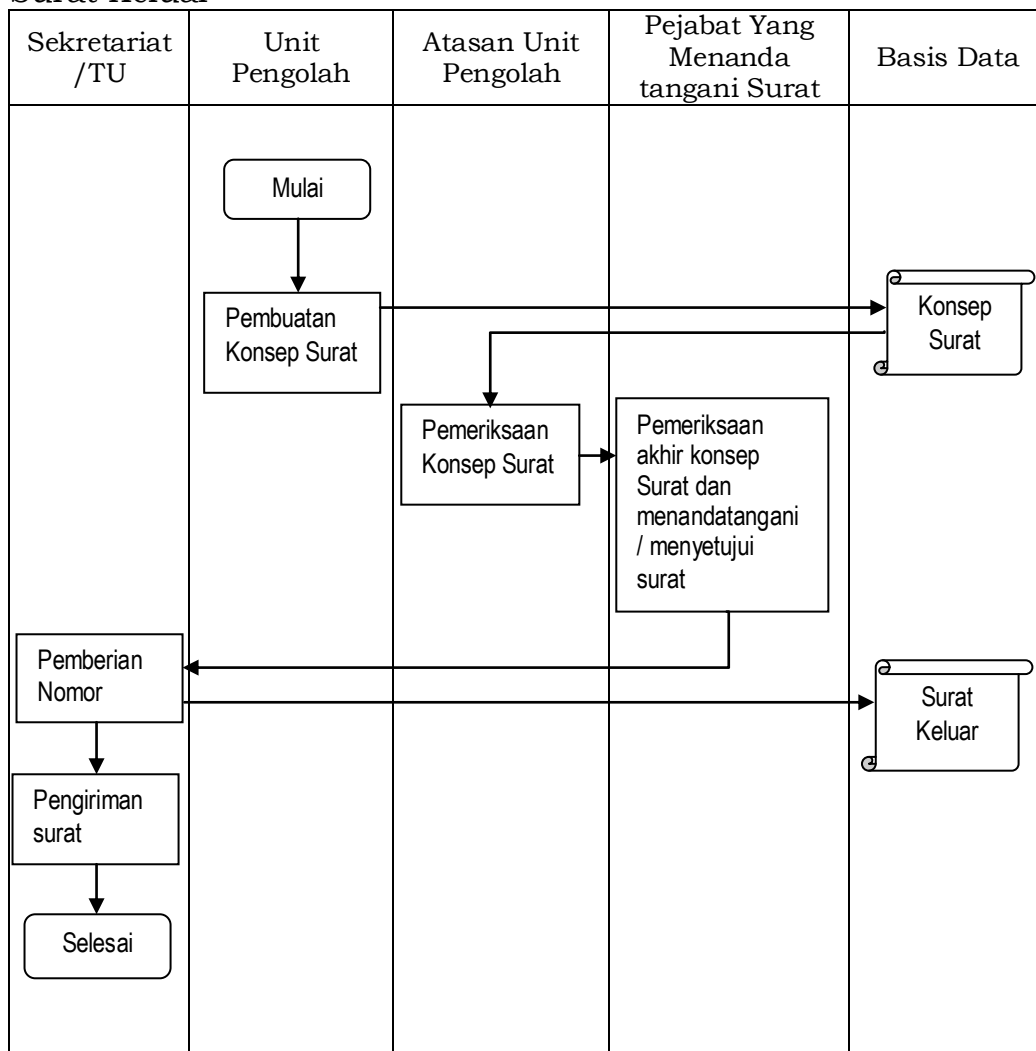 Surat Keluar
Sekretariat
/TU
Unit
Pengolah
Atasan Unit
Pengolah
Pejabat Yang
Menanda
tangani Surat
Basis Data
Mulai
Pembuatan
Konsep Surat
Konsep
Surat
Pemeriksaan
Konsep Surat
Pemeriksaan
akhir konsep
Surat dan
menandatangani
/ menyetujui
surat
Pemberian
Nomor
Surat
Keluar
Pengiriman
surat
Selesai